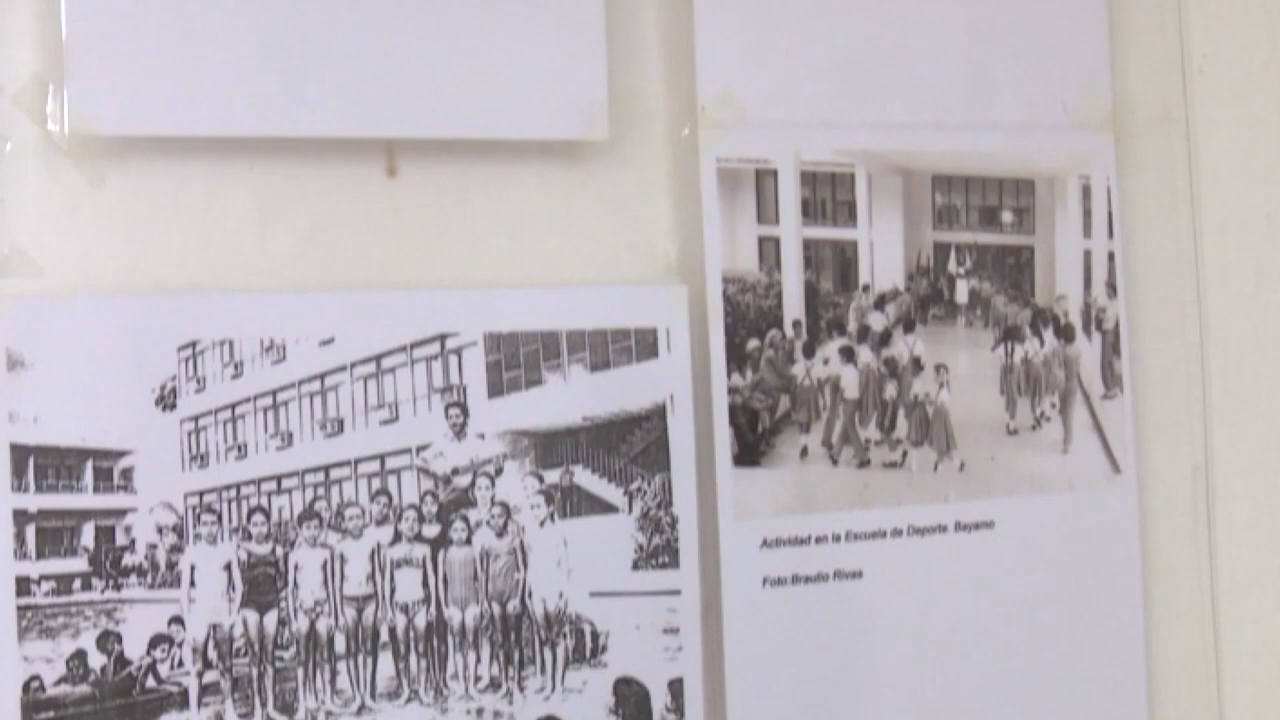 Actividad en la Escuela de Deporte. Bayamo
Foto:Braulio Rivas